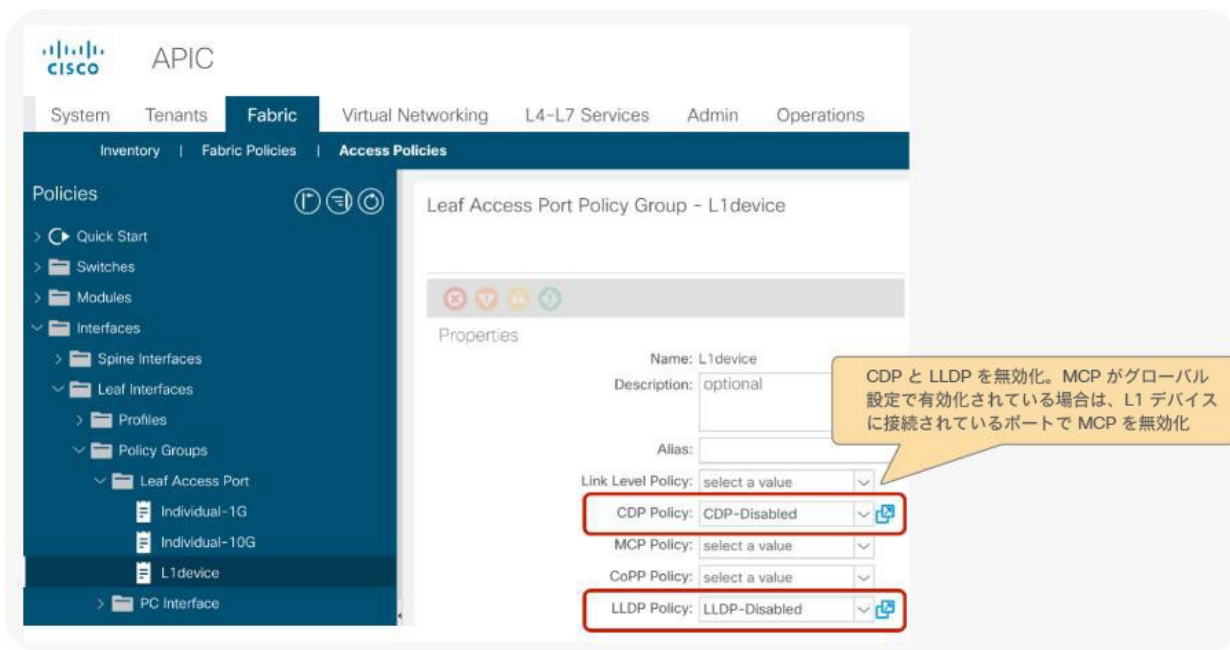 CISCO
APIC
System Tenants Fabric Virtual Networking L4-L7 Services Admin Operations
Inventory | Fabric Policies | Access Policies
Policies
Quick Start
Switches
Modules
Interfaces
Spine Interfaces
Leaf Interfaces
Profiles
Policy Groups
Leaf Access Port
Individual-1G
Individual-10G
L1device
PC Interface
Leaf Access Port Policy Group - L1device
Properties
Name: L1device
Description: optional
Alias:
Link Level Policy: select a value
CDP Policy: CDP-Disabled
MCP Policy: select a value
CoPP Policy: select a value
LLDP Policy: LLDP-Disabled
CDP と LLDP を無効化。MCP がグローバル
設定で有効化されている場合は、L1 デバイス
に接続されているポートで MCP を無効化